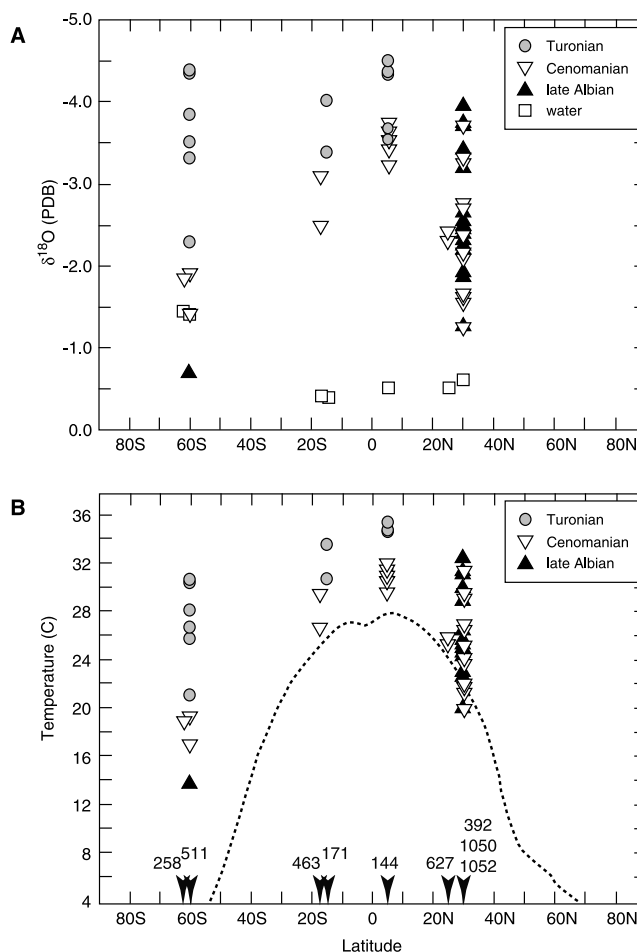 A
-5.0
-4.0
-3.0
-2.0
-1.0
0.0
δ18O (PDB)
Turonian
Cenomanian
late Albian
water
80S 60S 40S 20S 0 20N 40N 60N 80N
B
36
32
28
24
20
16
12
8
4
Temperature (C)
Turonian
Cenomanian
late Albian
258 511 463 171 144 627 392
1050
1052
80S 60S 40S 20S 0 20N 40N 60N 80N
Latitude